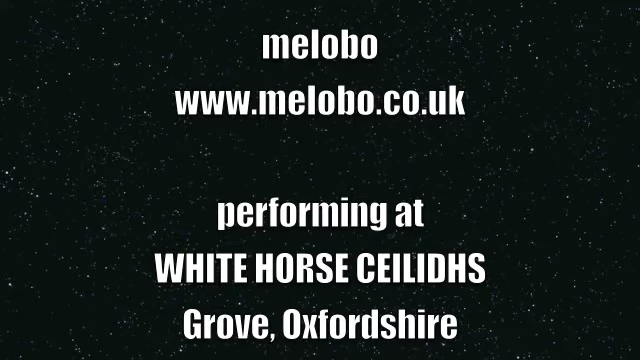 melobo
www.melobo.co.uk
performing at
WHITE HORSE CEILIDHS
Grove, Oxfordshire